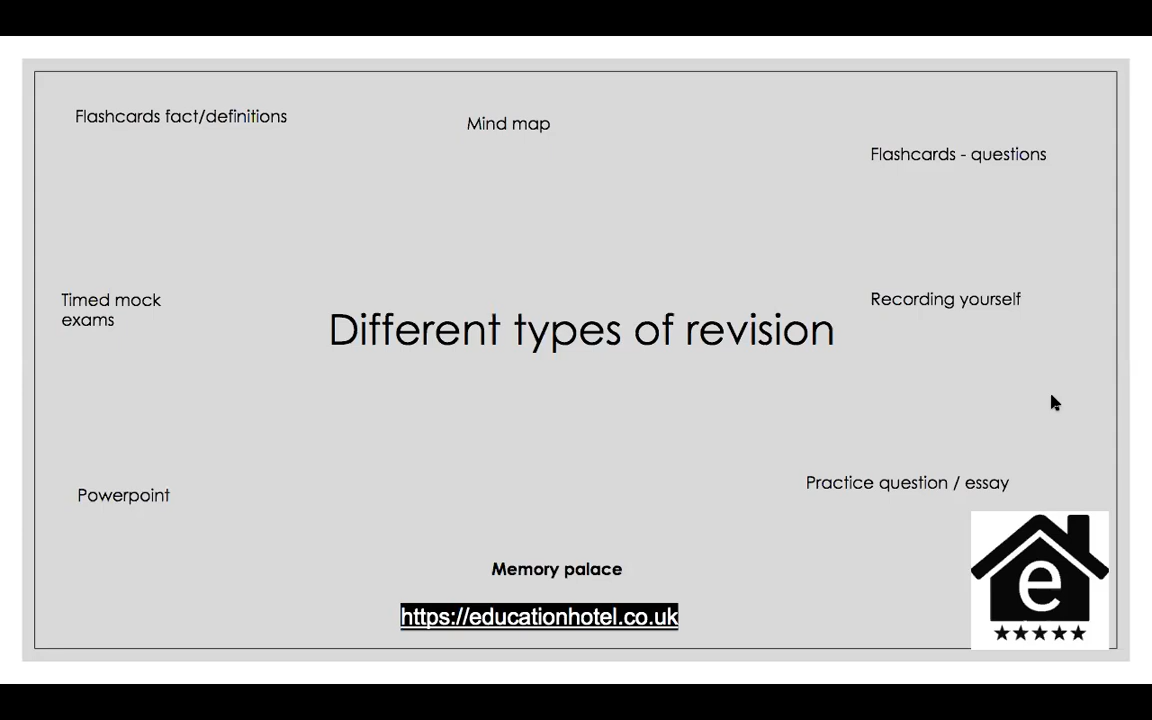 Flashcards fact/definitions
Mind map
Flashcards - questions
Timed mock
exams
Recording yourself
Different types of revision
Powerpoint
Practice question / essay
Memory palace
https://educationhotel.co.uk
e